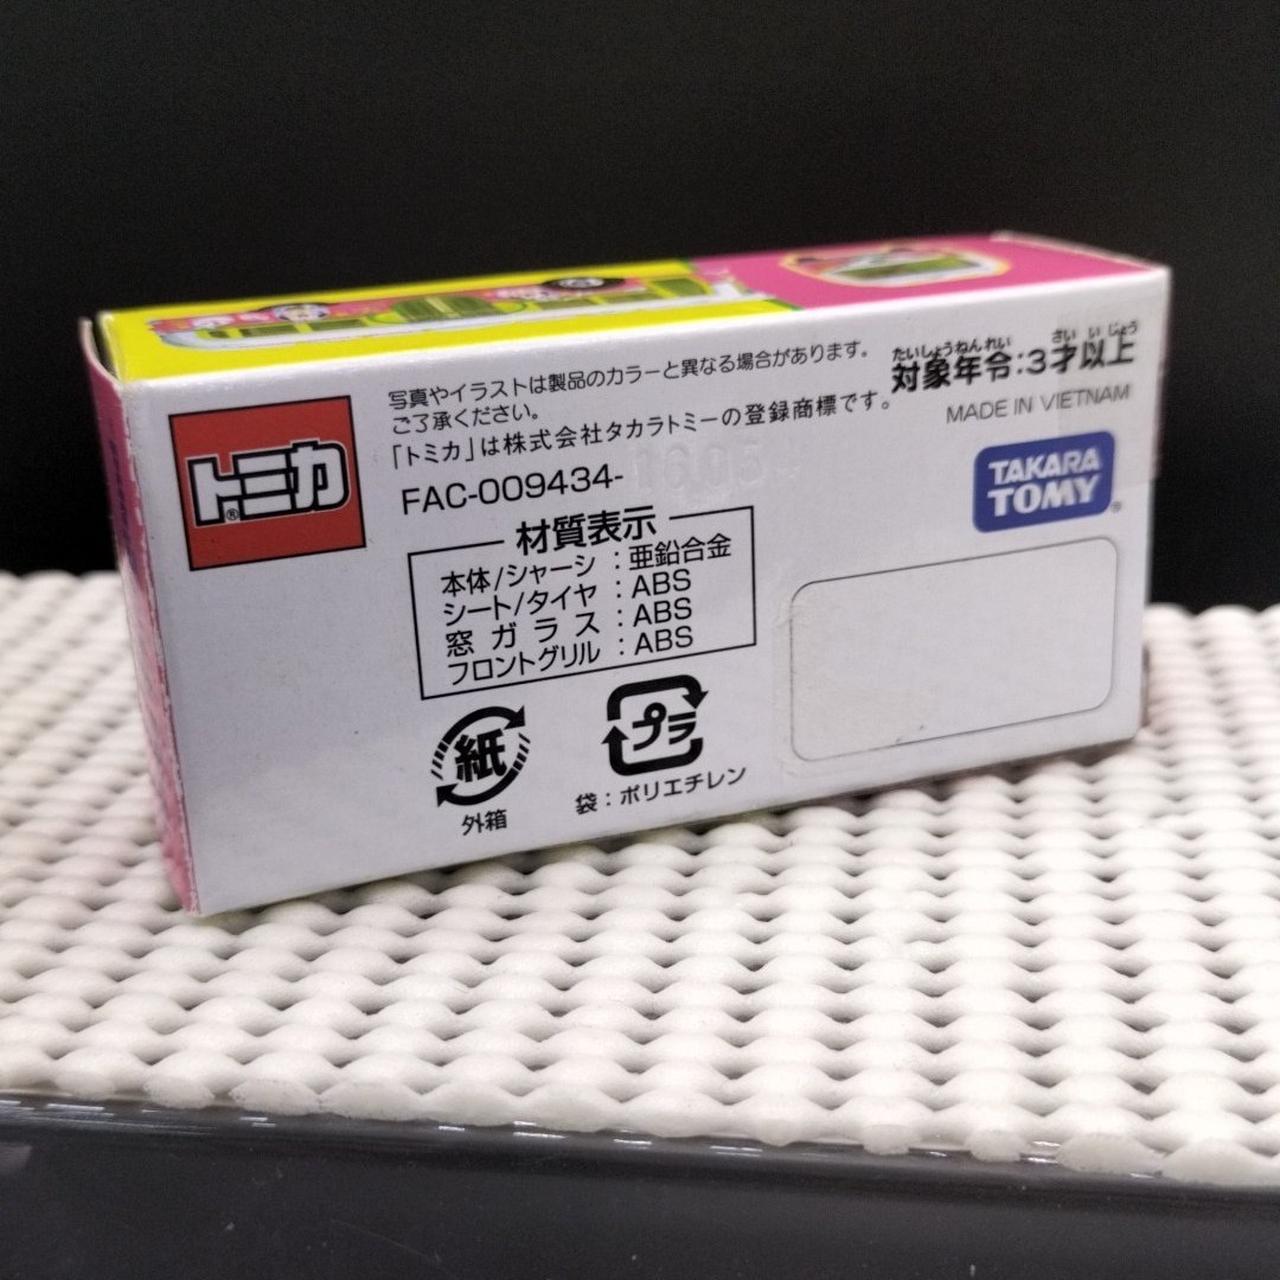 トミカ®
写真やイラストは製品のカラーと異なる場合があります。
ご了承ください。
「トミカ」は株式会社タカラトミーの登録商標です。
FAC-009434-
たいしょうねんれい さい い じょう
対象年令:3才以上
MADE IN VIETNAM
TAKARA
TOMY®
材質表示
本体/シャーシ:亜鉛合金
シート/タイヤ:ABS
窓ガラス:ABS
フロントグリル:ABS
紙
外箱
プラ
袋:ポリエチレン